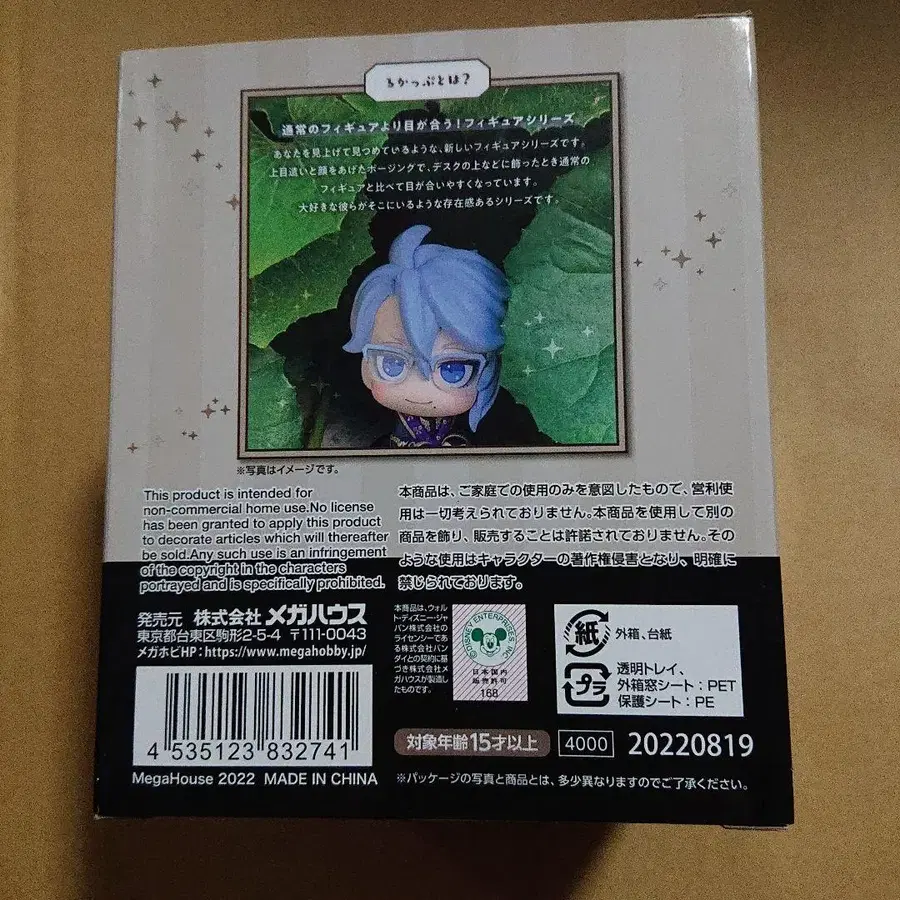 るかっぷとは?
通常のフィギュアより目が合う!フィギュアシリーズ
あなたを見上げて見つめているような、新しいフィギュアシリーズです。
上目遣いと顔をあげたポージングで、デスクの上などに飾ったとき通常の
フィギュアと比べて目が合いやすくなっています。
大好きな彼らがそこにいるような存在感あるシリーズです。
※写真はイメージです。
This product is intended for
non-commercial home use.No license
has been granted to apply this product
to decorate articles which will thereafter
be sold.Any such use is an infringement
of the copyright in the characters
portrayed and is specifically prohibited.
本商品は、ご家庭での使用のみを意図したもので、営利使
用は一切考えられておりません。本商品を使用して別の
商品を飾り、販売することは許諾されておりません。その
ような使用はキャラクターの著作権侵害となり、明確に
禁じられております。
発売元 株式会社メガハウス
東京都台東区駒形2-5-4 〒111-0043
メガホビHP:https://www.megahobby.jp/
4 535123 832741
MegaHouse 2022 MADE IN CHINA
本商品は、ウォル
ト・ディズニー・ジャ
パン株式会社の
ライセンシーであ
る株式会社バン
ダイとの契約に基
づき株式会社メ
ガハウスが製造し
たものです。
©DISNEY ENTERPRISES, INC.
日本国内
販売許可
168
紙
外箱、台紙
プラ
透明トレイ、
外箱窓シート:PET
保護シート:PE
対象年齢15才以上
4000
20220819
※パッケージの写真と商品とは、多少異なりますのでご了承ください。